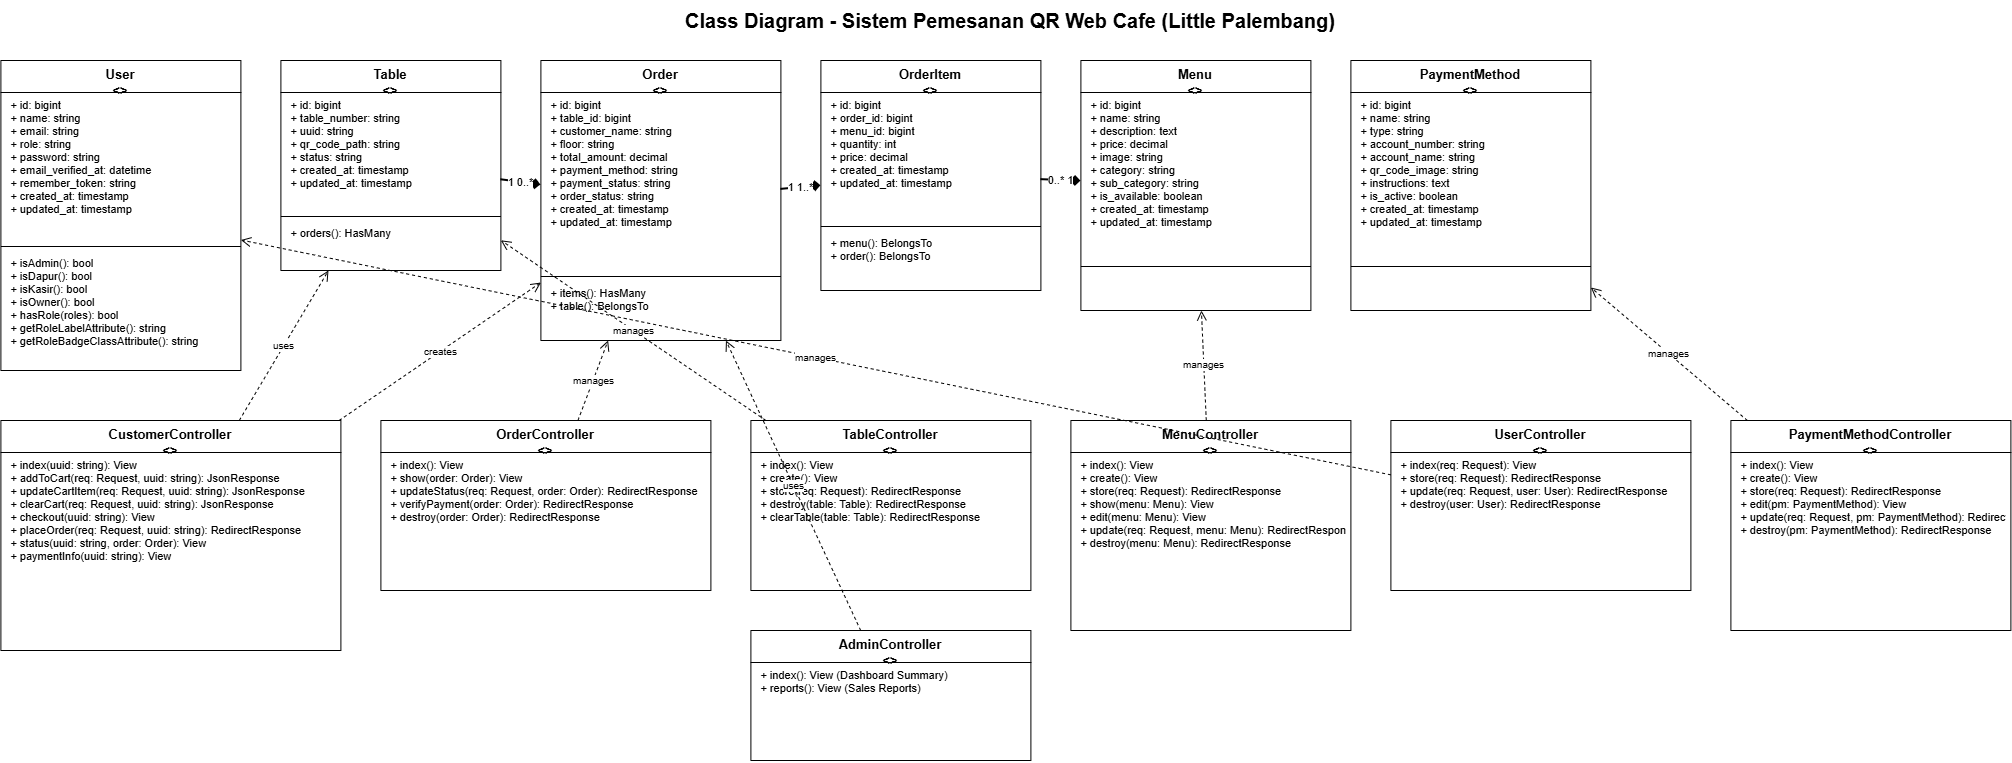 Class Diagram - Sistem Pemesanan QR Web Cafe (Little Palembang)
User
<>
+ id: bigint
+ name: string
+ email: string
+ role: string
+ password: string
+ email_verified_at: datetime
+ remember_token: string
+ created_at: timestamp
+ updated_at: timestamp
+ isAdmin(): bool
+ isDapur(): bool
+ isKasir(): bool
+ isOwner(): bool
+ hasRole(roles): bool
+ getRoleLabelAttribute(): string
+ getRoleBadgeClassAttribute(): string
Table
<>
+ id: bigint
+ table_number: string
+ uuid: string
+ qr_code_path: string
+ status: string
+ created_at: timestamp
+ updated_at: timestamp
+ orders(): HasMany
1 0..*
Order
<>
+ id: bigint
+ table_id: bigint
+ customer_name: string
+ floor: string
+ total_amount: decimal
+ payment_method: string
+ payment_status: string
+ order_status: string
+ created_at: timestamp
+ updated_at: timestamp
+ items(): HasMany
+ table(): BelongsTo
1 1..*
OrderItem
<>
+ id: bigint
+ order_id: bigint
+ menu_id: bigint
+ quantity: int
+ price: decimal
+ created_at: timestamp
+ updated_at: timestamp
+ menu(): BelongsTo
+ order(): BelongsTo
0..* 1
Menu
<>
+ id: bigint
+ name: string
+ description: text
+ price: decimal
+ image: string
+ category: string
+ sub_category: string
+ is_available: boolean
+ created_at: timestamp
+ updated_at: timestamp
PaymentMethod
<>
+ id: bigint
+ name: string
+ type: string
+ account_number: string
+ account_name: string
+ qr_code_image: string
+ instructions: text
+ is_active: boolean
+ created_at: timestamp
+ updated_at: timestamp
uses
creates
manages
manages
manages
manages
manages
uses
CustomerController
<>
+ index(uuid: string): View
+ addToCart(req: Request, uuid: string): JsonResponse
+ updateCartItem(req: Request, uuid: string): JsonResponse
+ clearCart(req: Request, uuid: string): JsonResponse
+ checkout(uuid: string): View
+ placeOrder(req: Request, uuid: string): RedirectResponse
+ status(uuid: string, order: Order): View
+ paymentInfo(uuid: string): View
OrderController
<>
+ index(): View
+ show(order: Order): View
+ updateStatus(req: Request, order: Order): RedirectResponse
+ verifyPayment(order: Order): RedirectResponse
+ destroy(order: Order): RedirectResponse
TableController
<>
+ index(): View
+ create(): View
+ store(req: Request): RedirectResponse
+ destroy(table: Table): RedirectResponse
+ clearTable(table: Table): RedirectResponse
MenuController
<>
+ index(): View
+ create(): View
+ store(req: Request): RedirectResponse
+ show(menu: Menu): View
+ edit(menu: Menu): View
+ update(req: Request, menu: Menu): RedirectRespon
+ destroy(menu: Menu): RedirectResponse
UserController
<>
+ index(req: Request): View
+ store(req: Request): RedirectResponse
+ update(req: Request, user: User): RedirectResponse
+ destroy(user: User): RedirectResponse
PaymentMethodController
<>
+ index(): View
+ create(): View
+ store(req: Request): RedirectResponse
+ edit(pm: PaymentMethod): View
+ update(req: Request, pm: PaymentMethod): Redirec
+ destroy(pm: PaymentMethod): RedirectResponse
AdminController
<>
+ index(): View (Dashboard Summary)
+ reports(): View (Sales Reports)